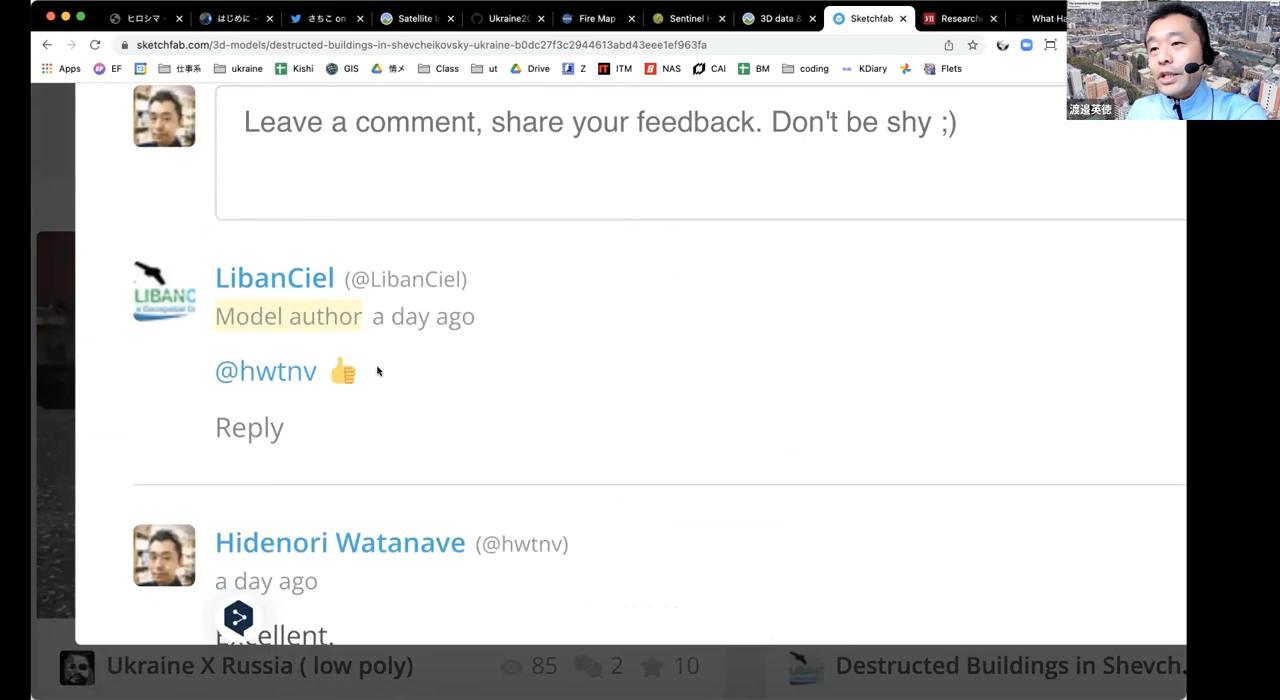 ヒロシマ
はじめに ~
さちこ on
Satellite I
Ukraine2
Fire Map
Sentinel H
3D data &
Sketchfab
Research
What Ha
sketchfab.com/3d-models/destructed-buildings-in-shevcheikovsky-ukraine-b0dc27f3c2944613abd43eee1ef963fa
Apps
EF
仕事系
ukraine
Kishi
GIS
情メ
Class
ut
Drive
Z
ITM
NAS
CAI
BM
coding
KDiary
Flets
渡邉英徳
Leave a comment, share your feedback. Don't be shy ;)
LibanCiel (@LibanCiel)
LIBANC
Model author a day ago
@hwtnv 👍
Reply
Hidenori Watanave (@hwtnv)
a day ago
Excellent.
Ukraine X Russia ( low poly) 85 2 10
Destructed Buildings in Shevch.